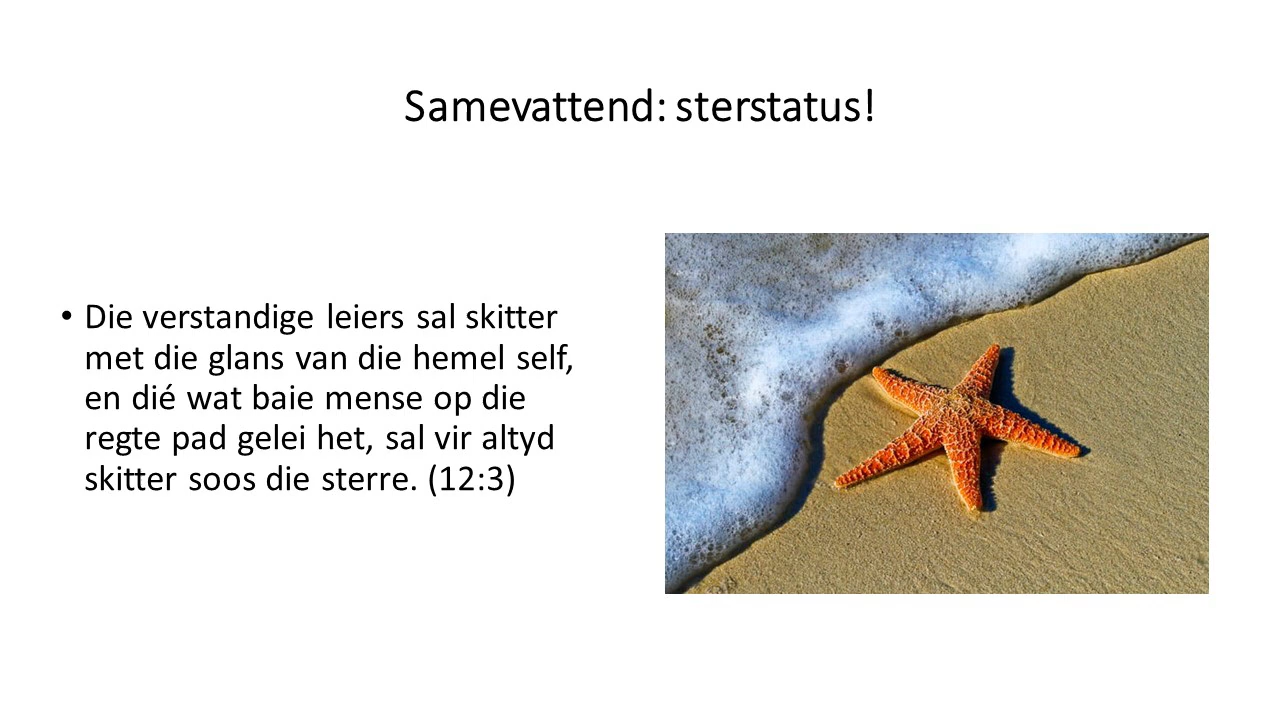 Samevattend: sterstatus!
• Die verstandige leiers sal skitter
met die glans van die hemel self,
en dié wat baie mense op die
regte pad gelei het, sal vir altyd
skitter soos die sterre. (12:3)